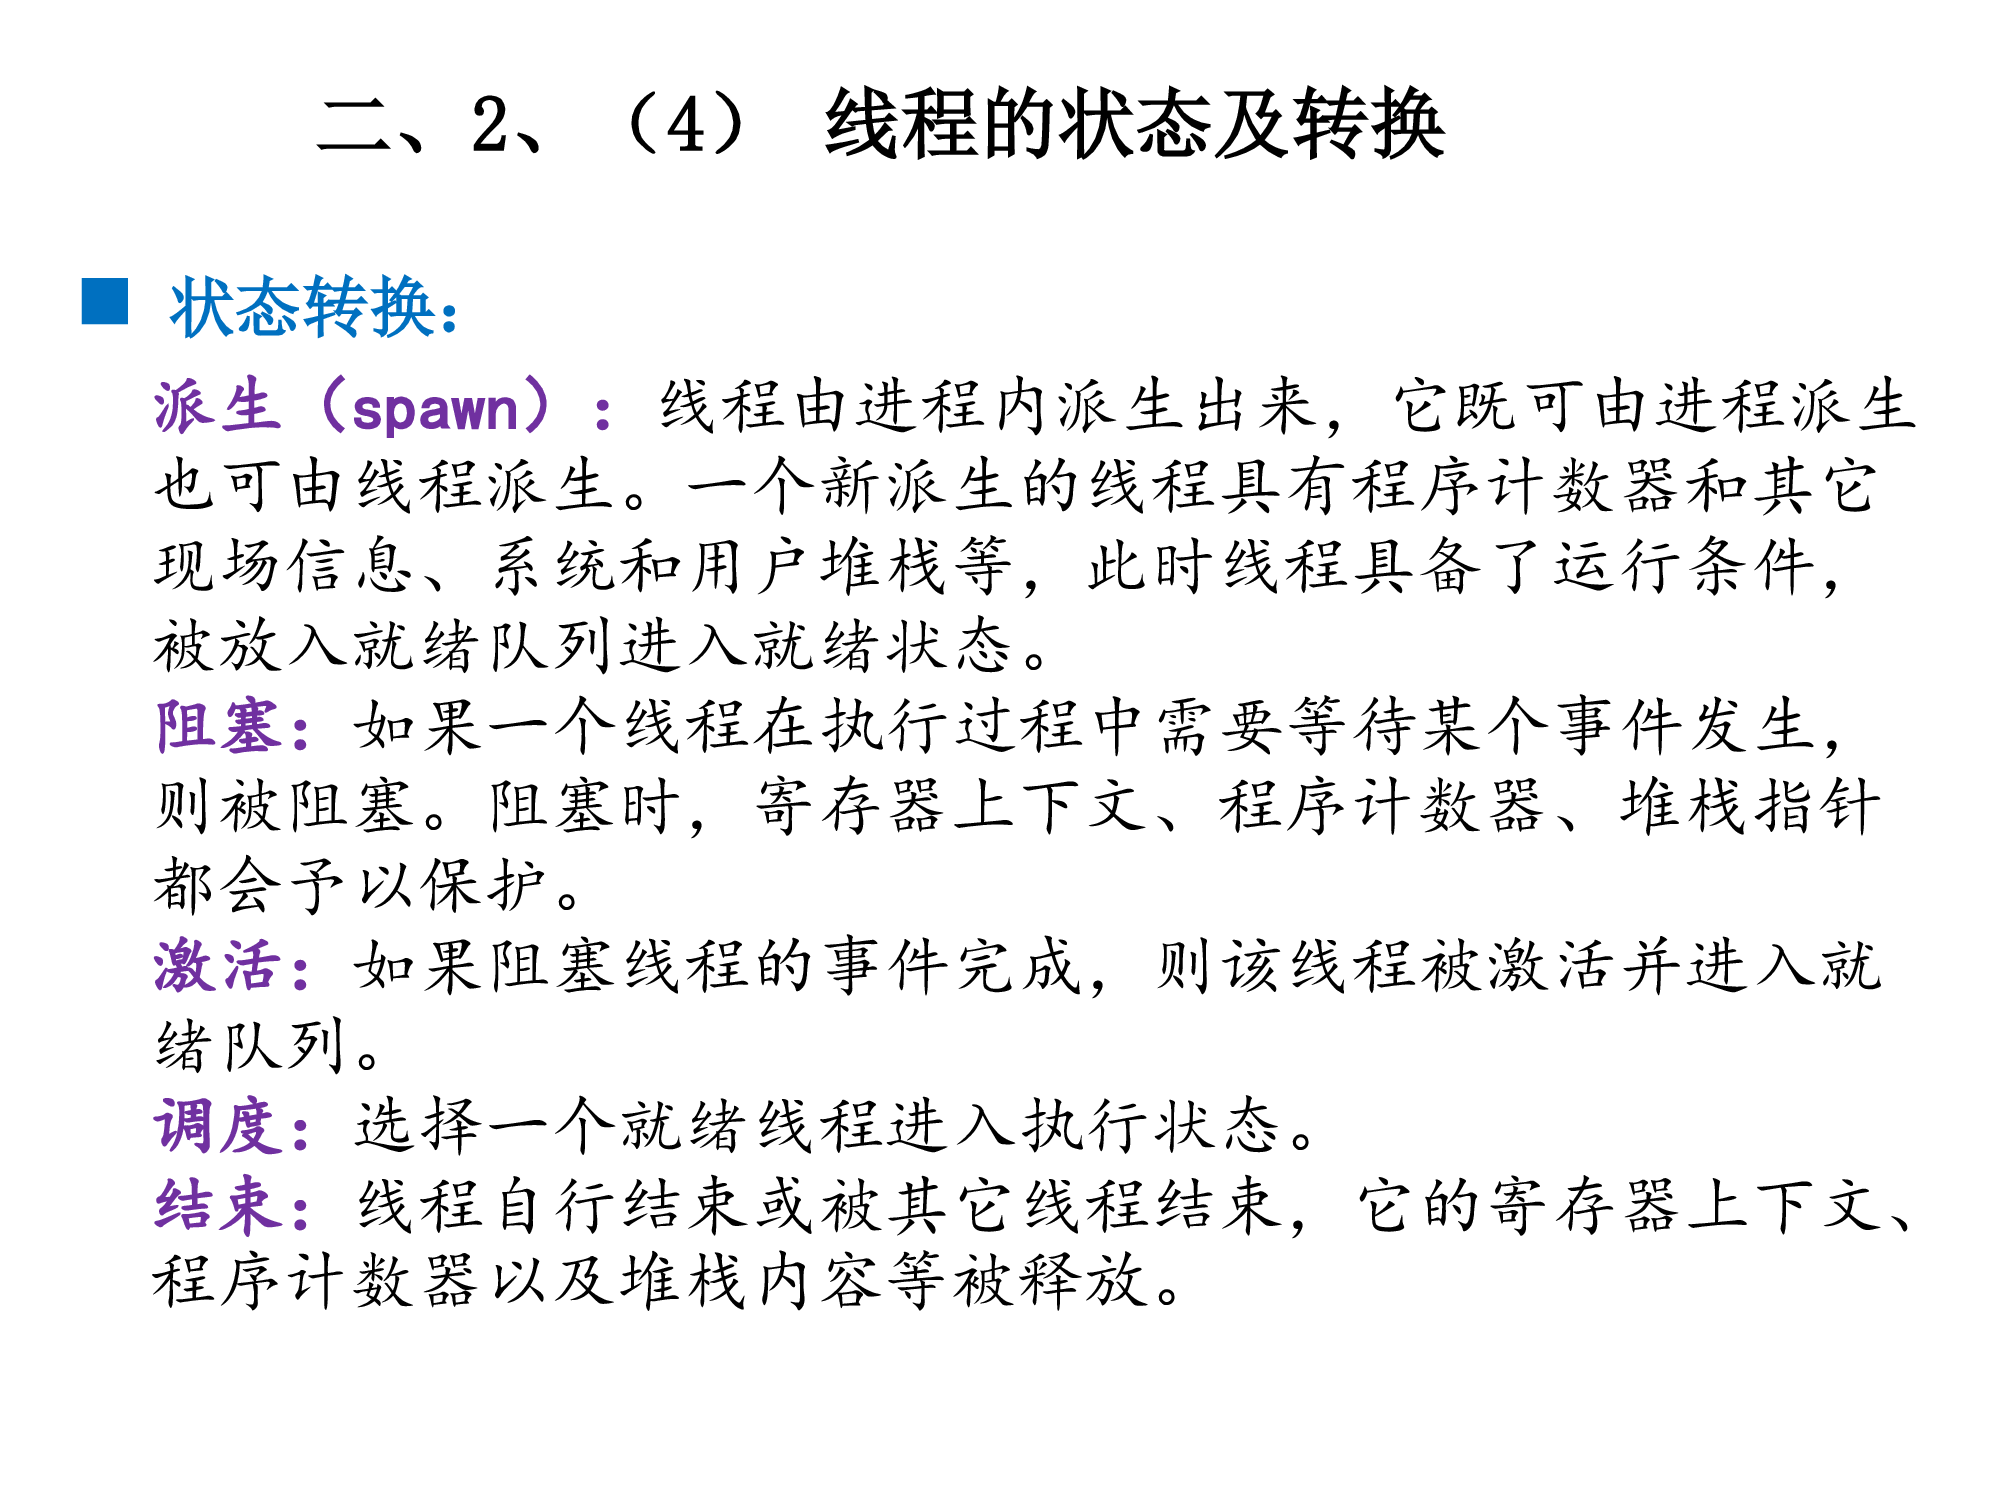 二、2、（4） 线程的状态及转换
状态转换：
派生（spawn）：线程由进程内派生出来，它既可由进程派生
也可由线程派生。一个新派生的线程具有程序计数器和其它
现场信息、系统和用户堆栈等，此时线程具备了运行条件，
被放入就绪队列进入就绪状态。
阻塞：如果一个线程在执行过程中需要等待某个事件发生，
则被阻塞。阻塞时，寄存器上下文、程序计数器、堆栈指针
都会予以保护。
激活：如果阻塞线程的事件完成，则该线程被激活并进入就
绪队列。
调度：选择一个就绪线程进入执行状态。
结束：线程自行结束或被其它线程结束，它的寄存器上下文、
程序计数器以及堆栈内容等被释放。